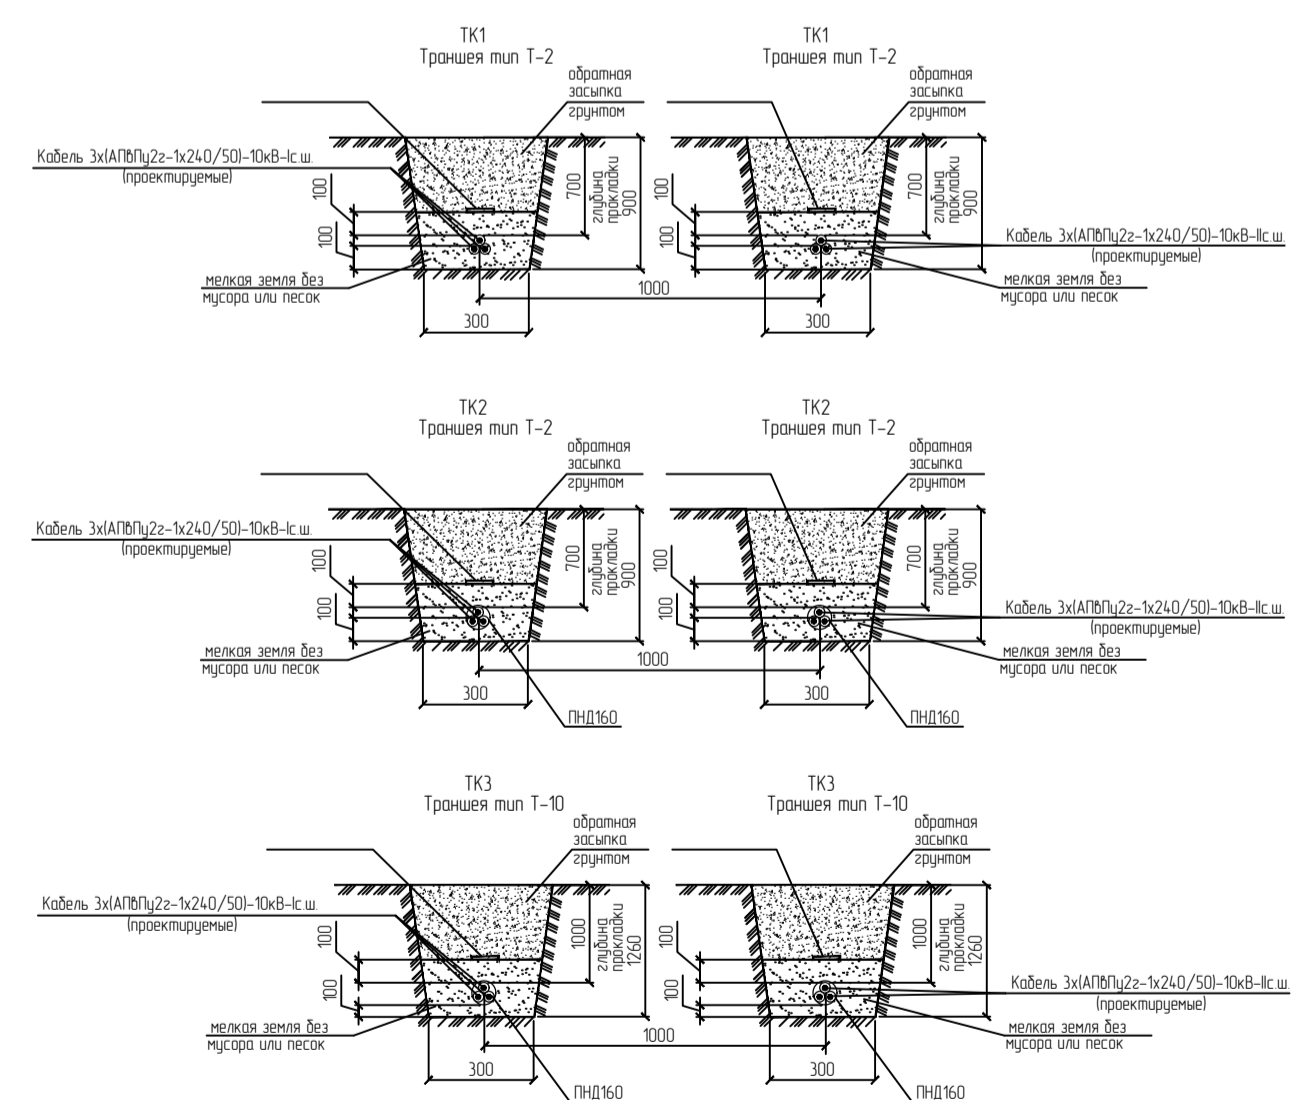 ТК1
Траншея тип Т-2
обратная
засыпка
грунтом
Кабель 3х(АПвПу2г-1х240/50)-10кВ-Iс.ш.
(проектируемые)
100
100
700
глубина
прокладки
900
мелкая земля без
мусора или песок
300
1000
ТК1
Траншея тип Т-2
обратная
засыпка
грунтом
100
100
700
глубина
прокладки
900
Кабель 3х(АПвПу2г-1х240/50)-10кВ-IIс.ш.
(проектируемые)
мелкая земля без
мусора или песок
300
ТК2
Траншея тип Т-2
обратная
засыпка
грунтом
Кабель 3х(АПвПу2г-1х240/50)-10кВ-Iс.ш.
(проектируемые)
100
100
700
глубина
прокладки
900
мелкая земля без
мусора или песок
300
ПНД160
1000
ТК2
Траншея тип Т-2
обратная
засыпка
грунтом
100
100
700
глубина
прокладки
900
Кабель 3х(АПвПу2г-1х240/50)-10кВ-IIс.ш.
(проектируемые)
мелкая земля без
мусора или песок
300
ПНД160
ТК3
Траншея тип Т-10
обратная
засыпка
грунтом
Кабель 3х(АПвПу2г-1х240/50)-10кВ-Iс.ш.
(проектируемые)
100
100
1000
глубина
прокладки
1260
мелкая земля без
мусора или песок
300
ПНД160
1000
ТК3
Траншея тип Т-10
обратная
засыпка
грунтом
100
100
1000
глубина
прокладки
1260
Кабель 3х(АПвПу2г-1х240/50)-10кВ-IIс.ш.
(проектируемые)
мелкая земля без
мусора или песок
300
ПНД160